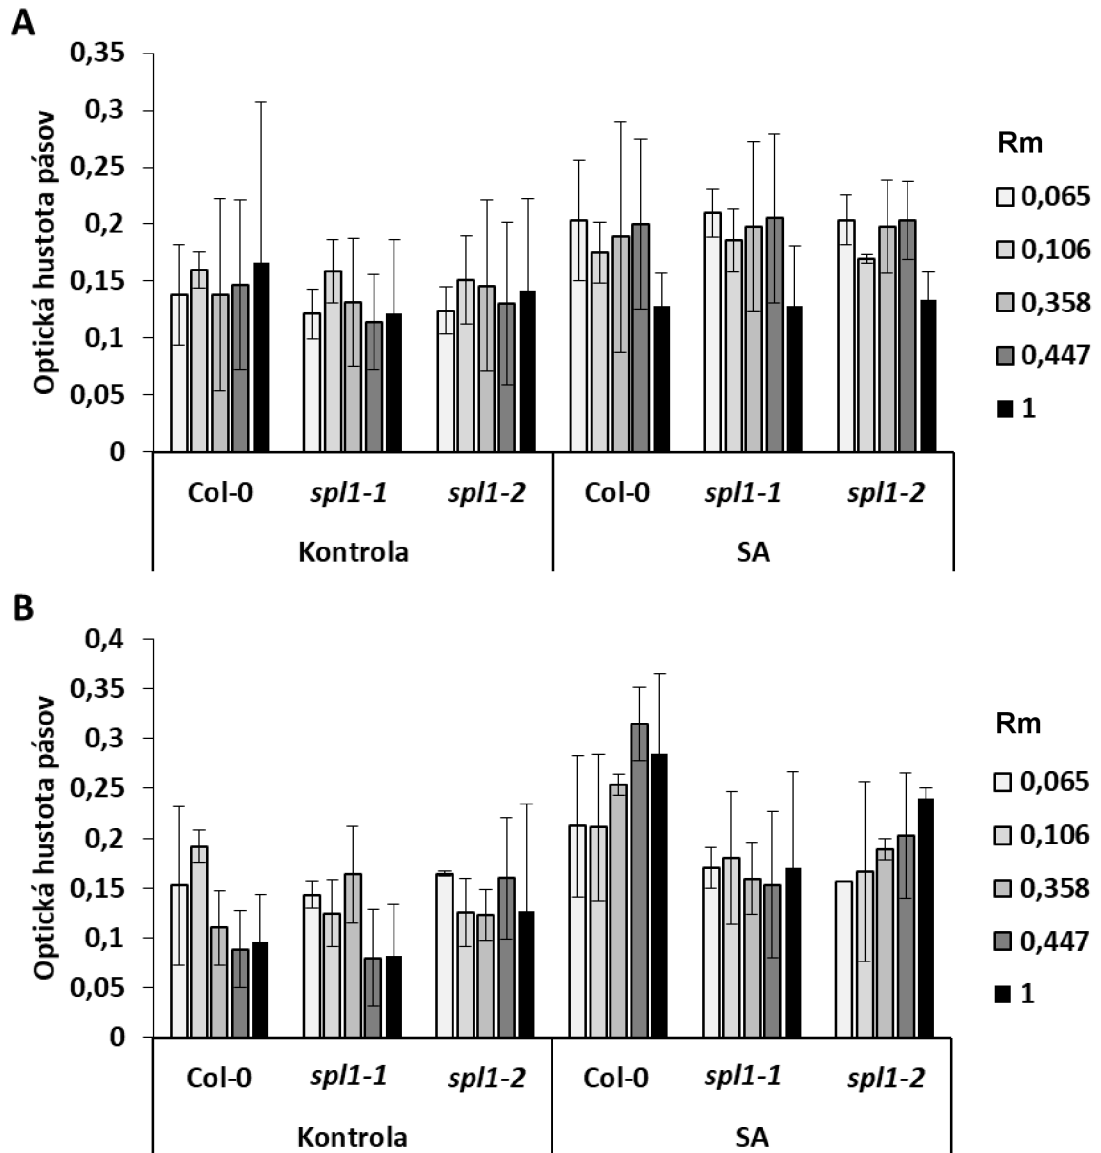 A
Optická hustota pásov
0,35
0,3
0,25
0,2
0,15
0,1
0,05
0
Col-0 spl1-1 spl1-2 Col-0 spl1-1 spl1-2
Kontrola SA
Rm
0,065
0,106
0,358
0,447
1
B
Optická hustota pásov
0,4
0,35
0,3
0,25
0,2
0,15
0,1
0,05
0
Col-0 spl1-1 spl1-2 Col-0 spl1-1 spl1-2
Kontrola SA
Rm
0,065
0,106
0,358
0,447
1